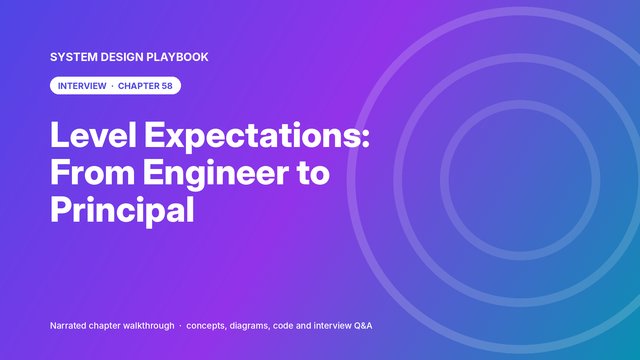 SYSTEM DESIGN PLAYBOOK
INTERVIEW · CHAPTER 58
Level Expectations:
From Engineer to
Principal
Narrated chapter walkthrough · concepts, diagrams, code and interview Q&A